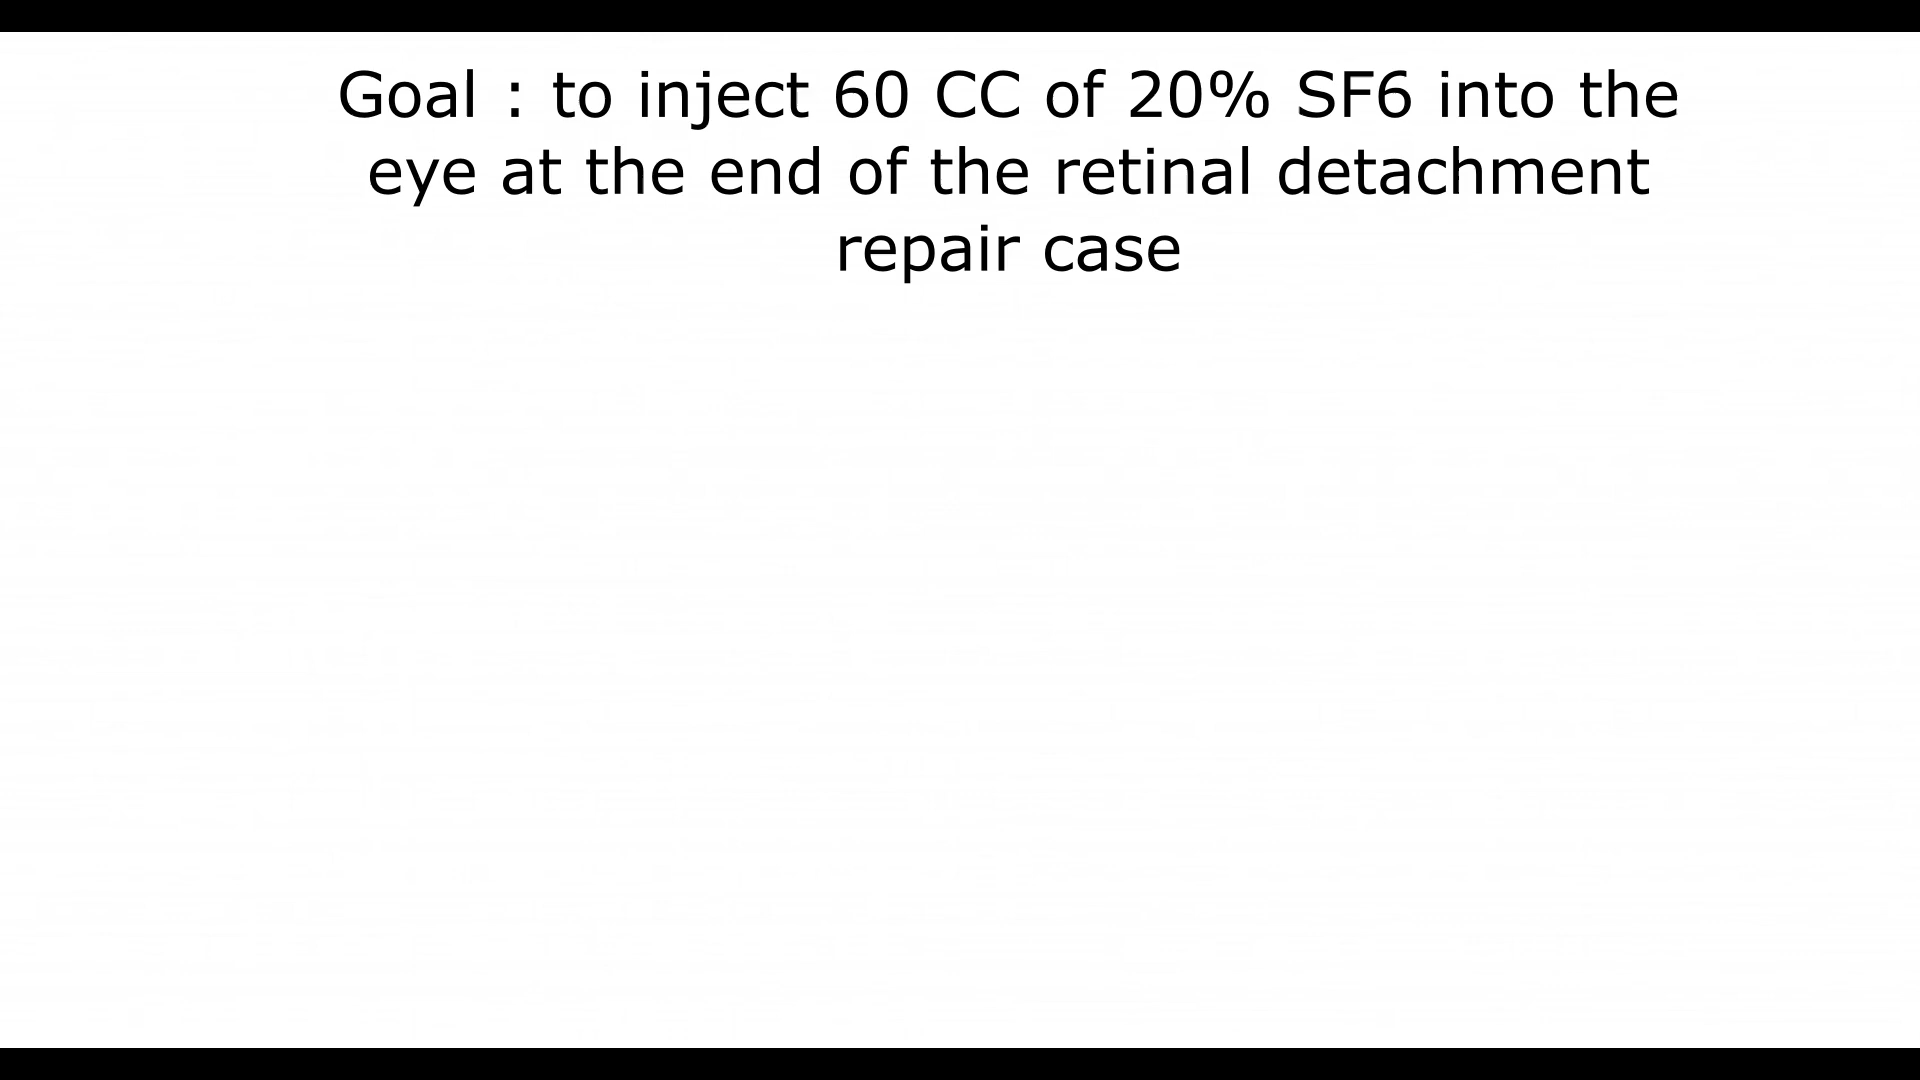 Goal : to inject 60 CC of 20% SF6 into the
eye at the end of the retinal detachment
repair case